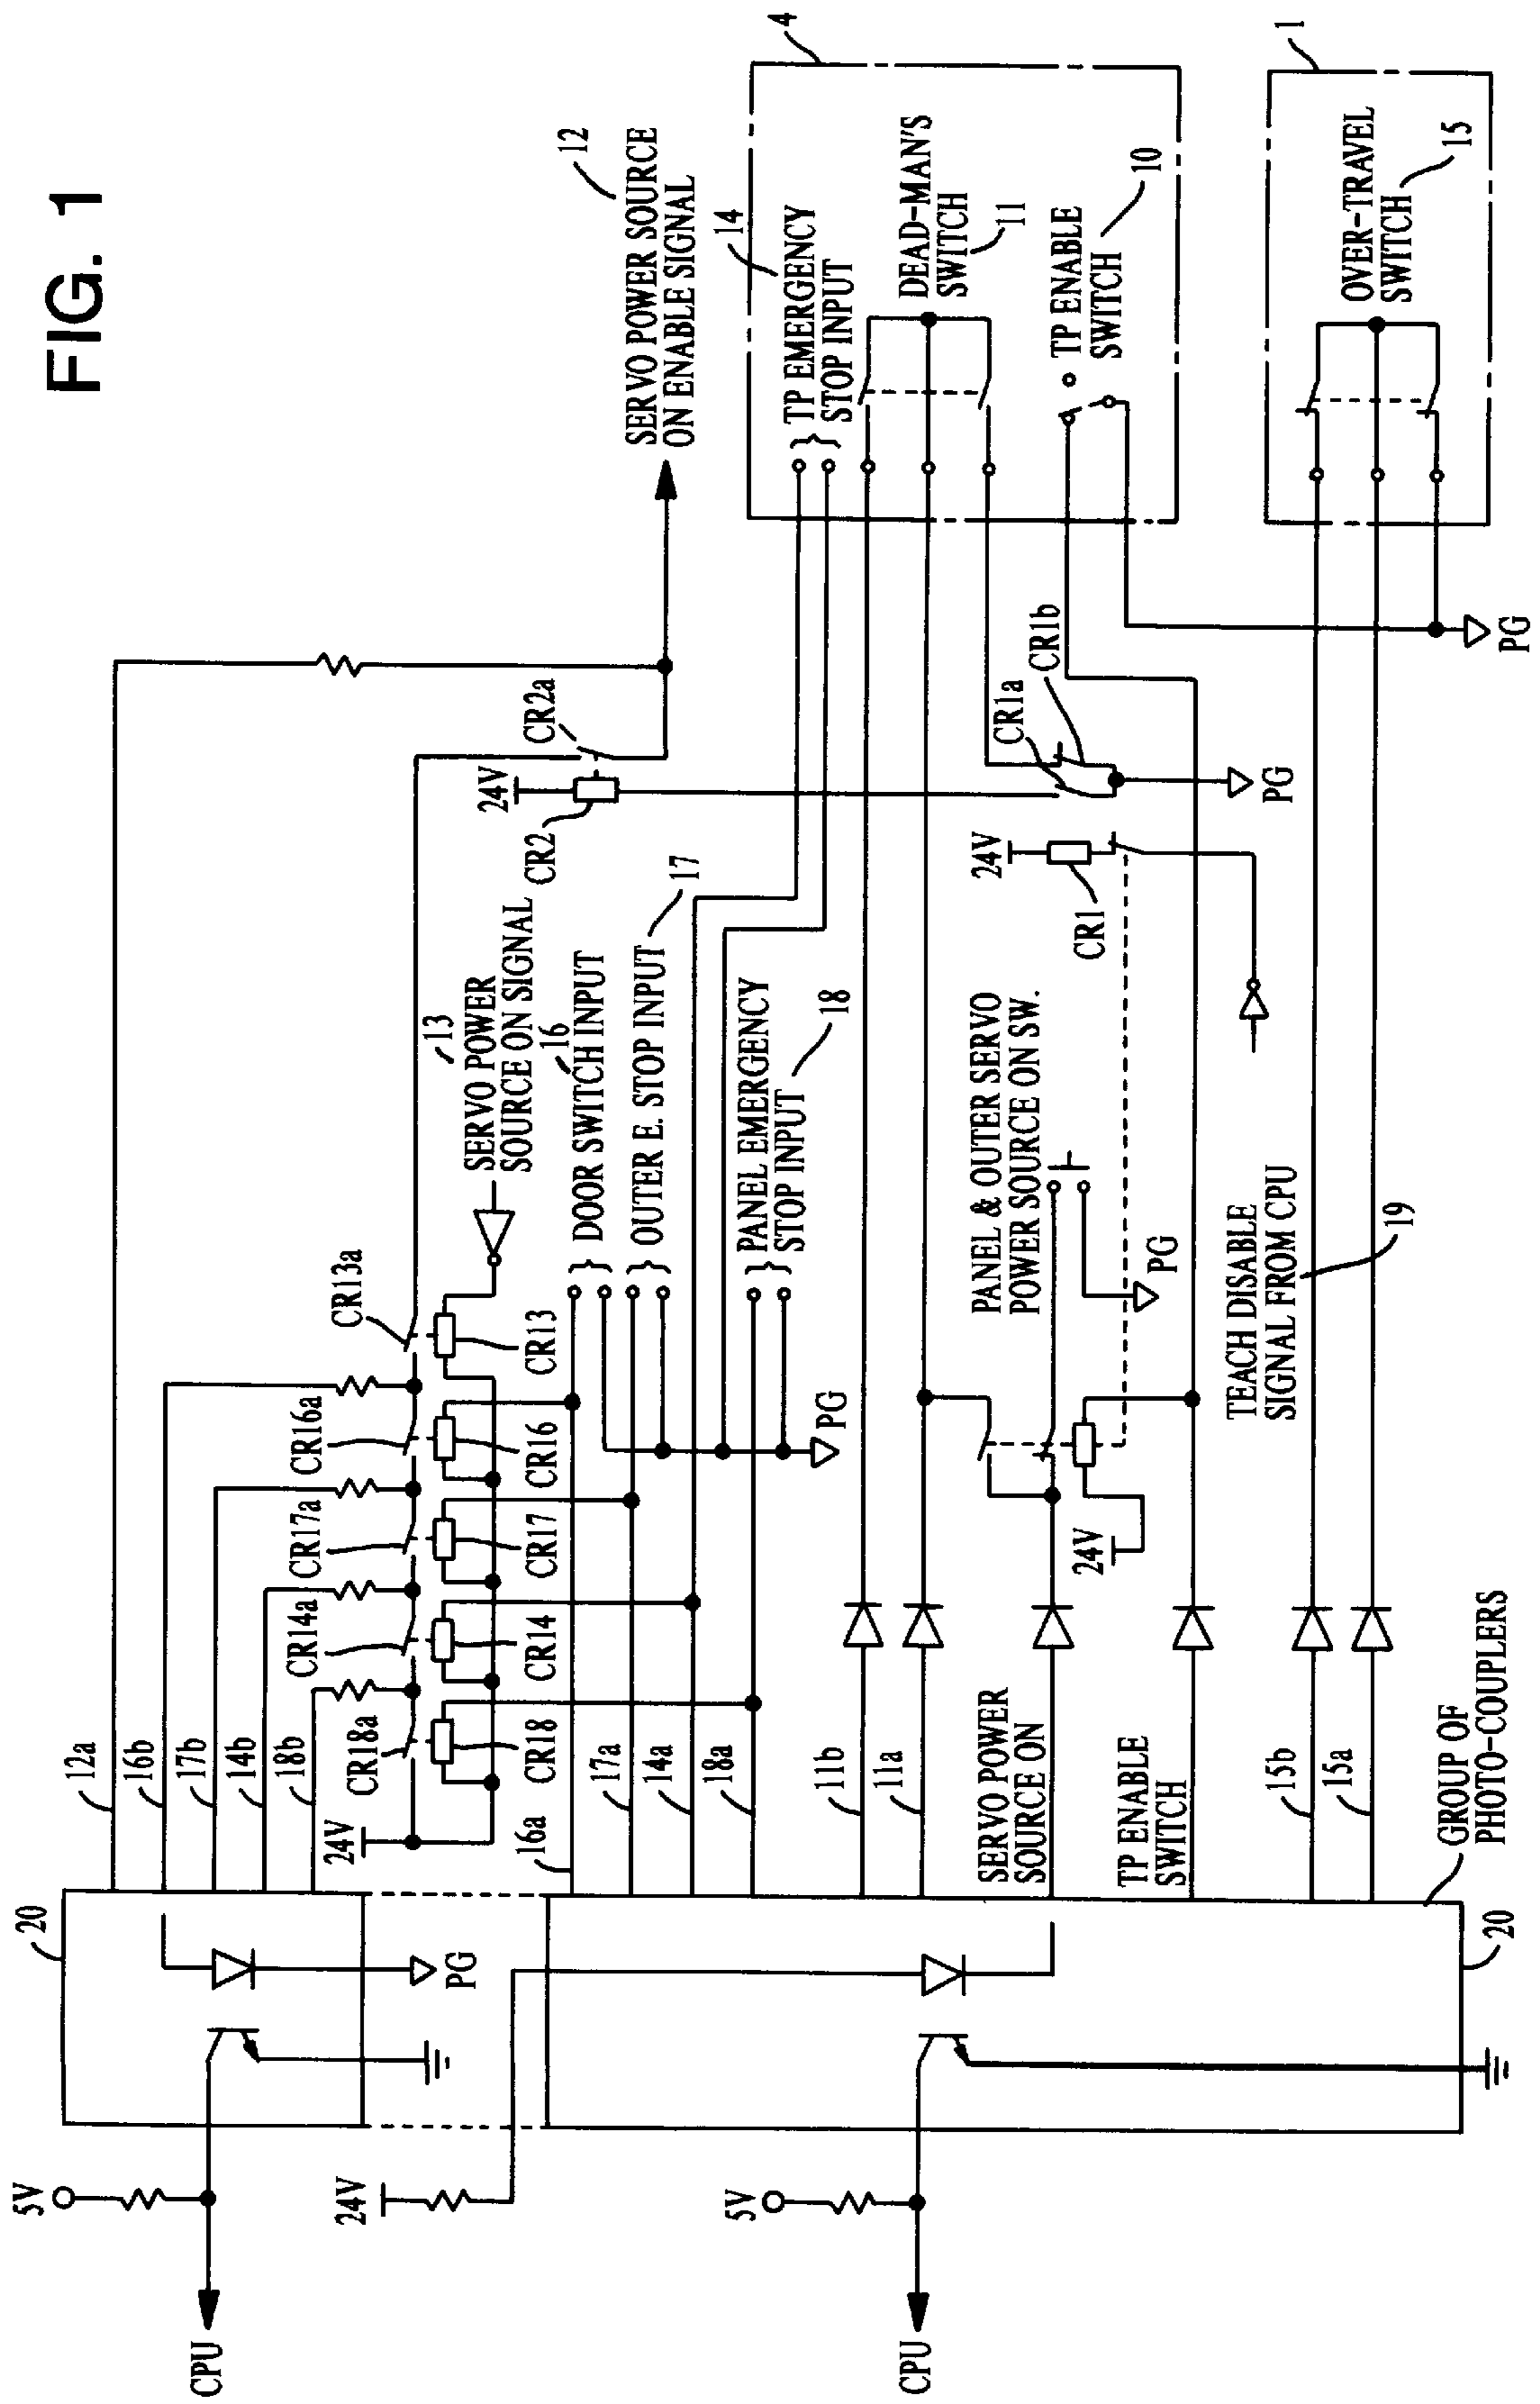 FIG. 1
5V
CPU
20
PG
24V
5V
CPU
20
GROUP OF
PHOTO-COUPLERS
12a
16b
17b
14b
18b
24V
CR18a
CR14a
CR17a
CR16a
CR13a
CR18
CR14
CR17
CR16
CR13
13
SERVO POWER
SOURCE ON SIGNAL
16a
17a
14a
18a
16
DOOR SWITCH INPUT
OUTER E. STOP INPUT
17
PANEL EMERGENCY
STOP INPUT
18
PG
24V
CR2
CR2a
12
SERVO POWER SOURCE
ON ENABLE SIGNAL
11b
11a
SERVO POWER
SOURCE ON
TP ENABLE
SWITCH
24V
PANEL & OUTER SERVO
POWER SOURCE ON SW.
PG
24V
CR1
CR1a
CR1b
PG
TEACH DISABLE
SIGNAL FROM CPU
19
15b
15a
4
14
TP EMERGENCY
STOP INPUT
DEAD-MAN'S
SWITCH
11
TP ENABLE
SWITCH
10
1
OVER-TRAVEL
SWITCH
15
PG